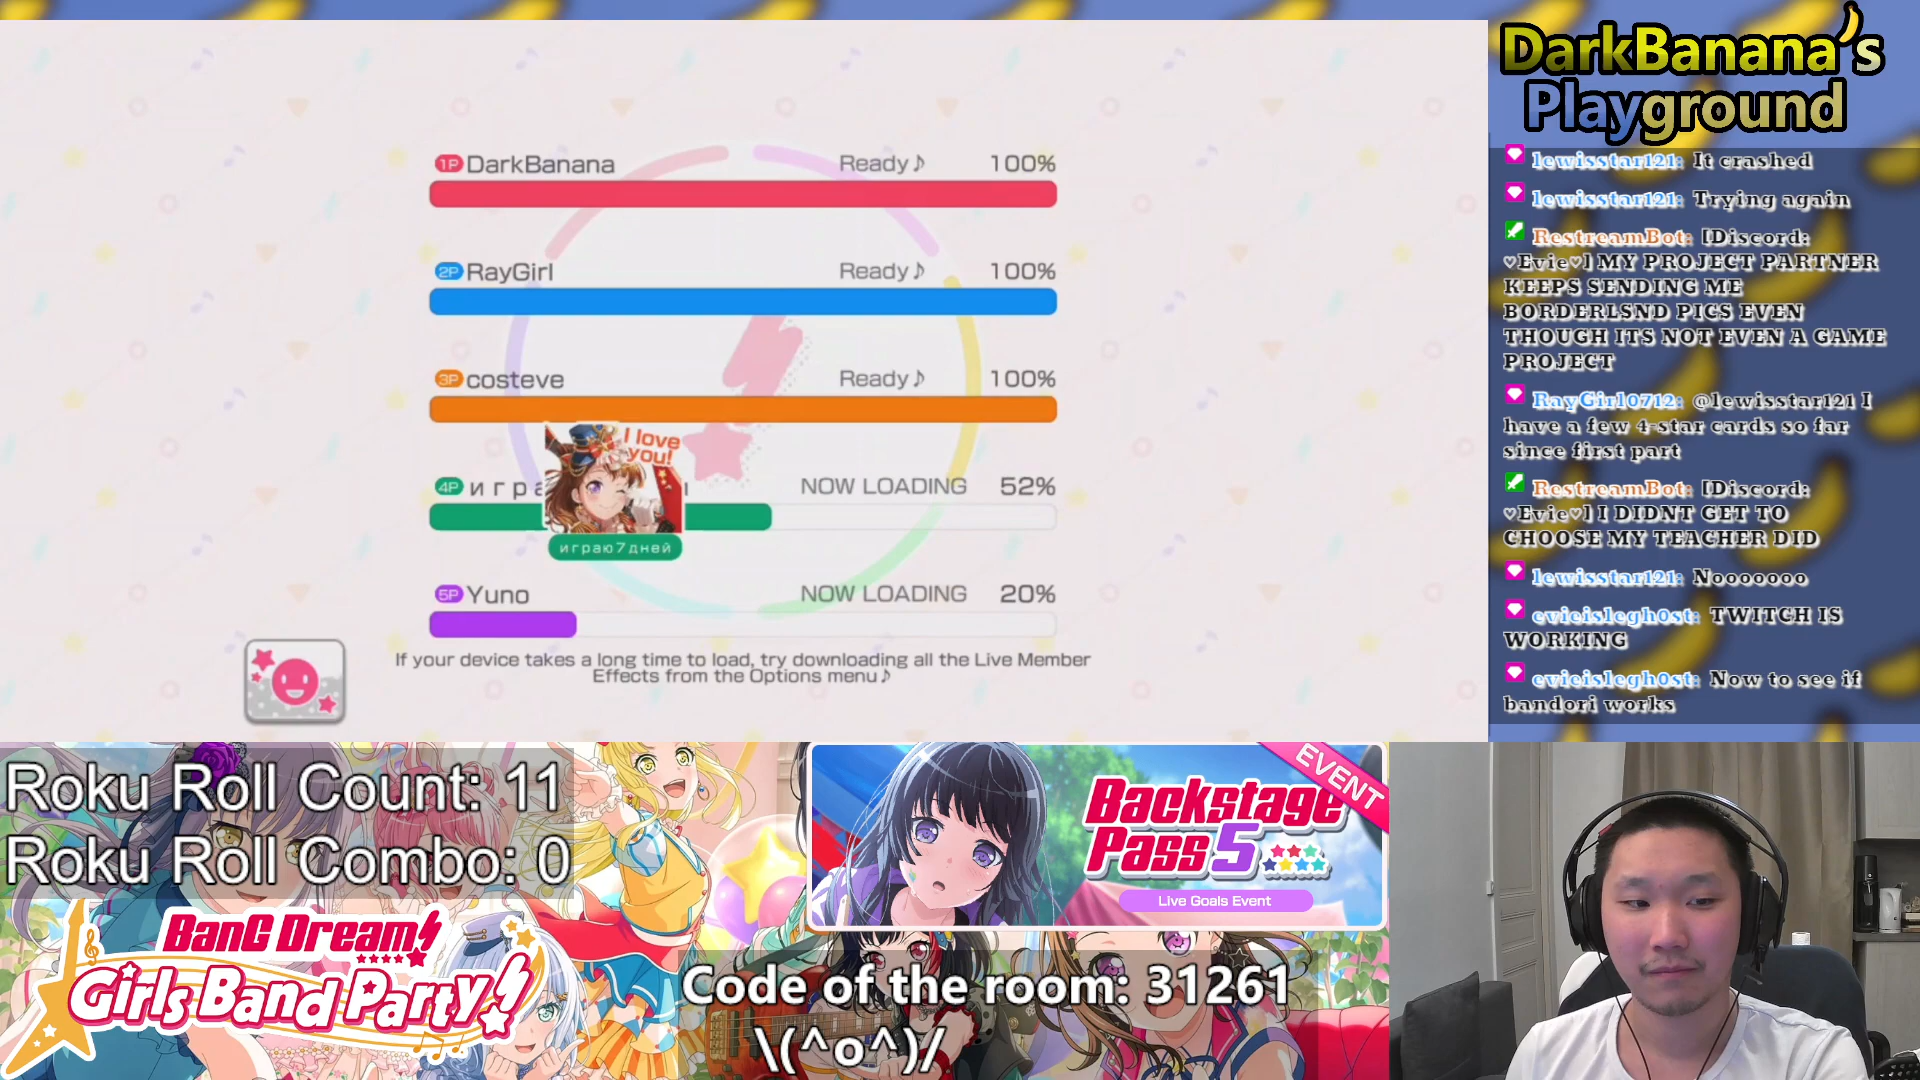 DarkBanana's
Playground
1P DarkBanana Ready♪ 100%
2P RayGirl Ready♪ 100%
3P costeve Ready♪ 100%
I love
you!
4P игра NOW LOADING 52%
играю7дней
5P Yuno NOW LOADING 20%
If your device takes a long time to load, try downloading all the Live Member
Effects from the Options menu♪
lewisstar121: It crashed
lewisstar121: Trying again
RestreamBot: [Discord:
♡Evie♡] MY PROJECT PARTNER
KEEPS SENDING ME
BORDERLSND PICS EVEN
THOUGH ITS NOT EVEN A GAME
PROJECT
RayGirl0712: @lewisstar121 I
have a few 4-star cards so far
since first part
RestreamBot: [Discord:
♡Evie♡] I DIDNT GET TO
CHOOSE MY TEACHER DID
lewisstar121: Nooooooo
evieislegh0st: TWITCH IS
WORKING
evieislegh0st: Now to see if
bandori works
Roku Roll Count: 11
Roku Roll Combo: 0
BanG Dream!
Girls Band Party!
EVENT
Backstage
Pass 5
Live Goals Event
Code of the room: 31261
\(^o^)/